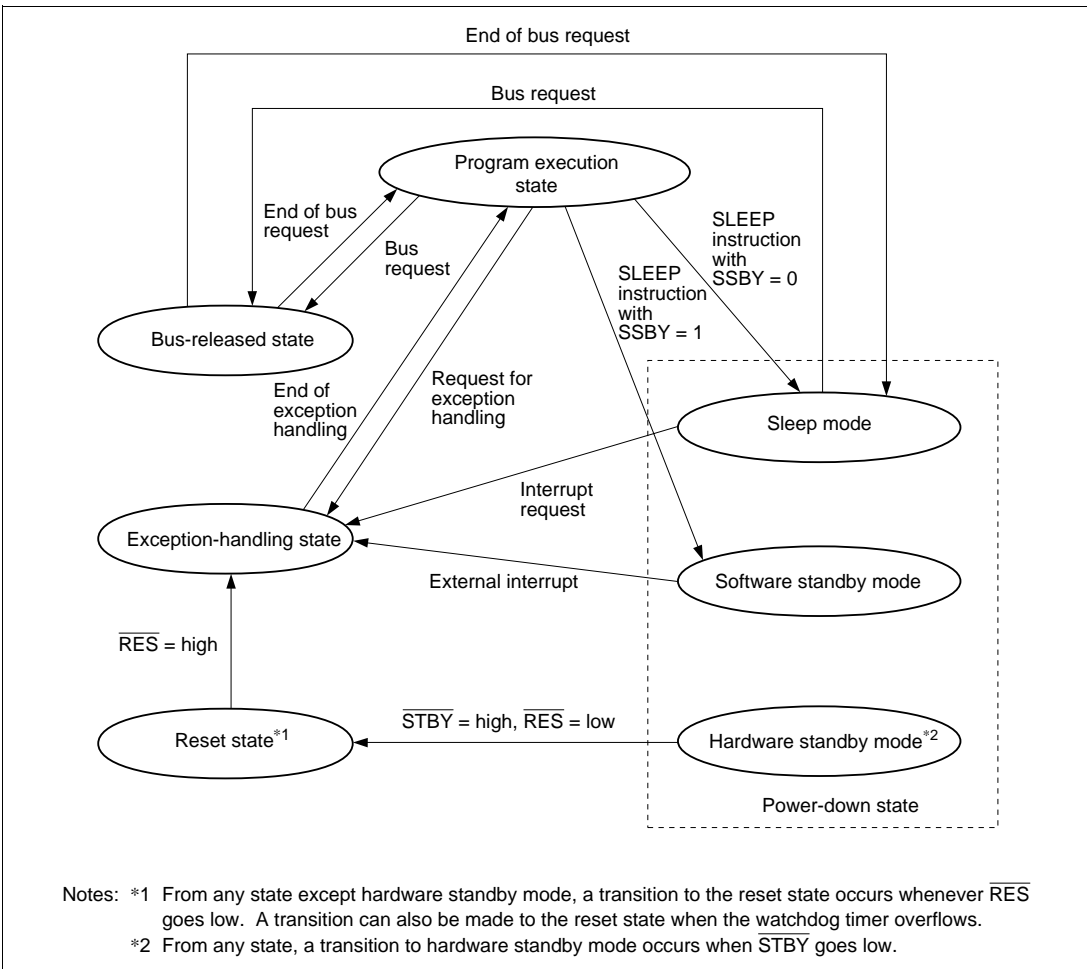 End of bus request
Bus request
Program execution
state
End of bus
request
Bus
request
SLEEP
instruction
with
SSBY = 0
SLEEP
instruction
with
SSBY = 1
Bus-released state
End of
exception
handling
Request for
exception
handling
Sleep mode
Interrupt
request
Exception-handling state
External interrupt
Software standby mode
R̅E̅S̅ = high
S̅T̅B̅Y̅ = high, R̅E̅S̅ = low
Reset state*1
Hardware standby mode*2
Power-down state
Notes: *1 From any state except hardware standby mode, a transition to the reset state occurs whenever R̅E̅S̅
goes low. A transition can also be made to the reset state when the watchdog timer overflows.
*2 From any state, a transition to hardware standby mode occurs when S̅T̅B̅Y̅ goes low.